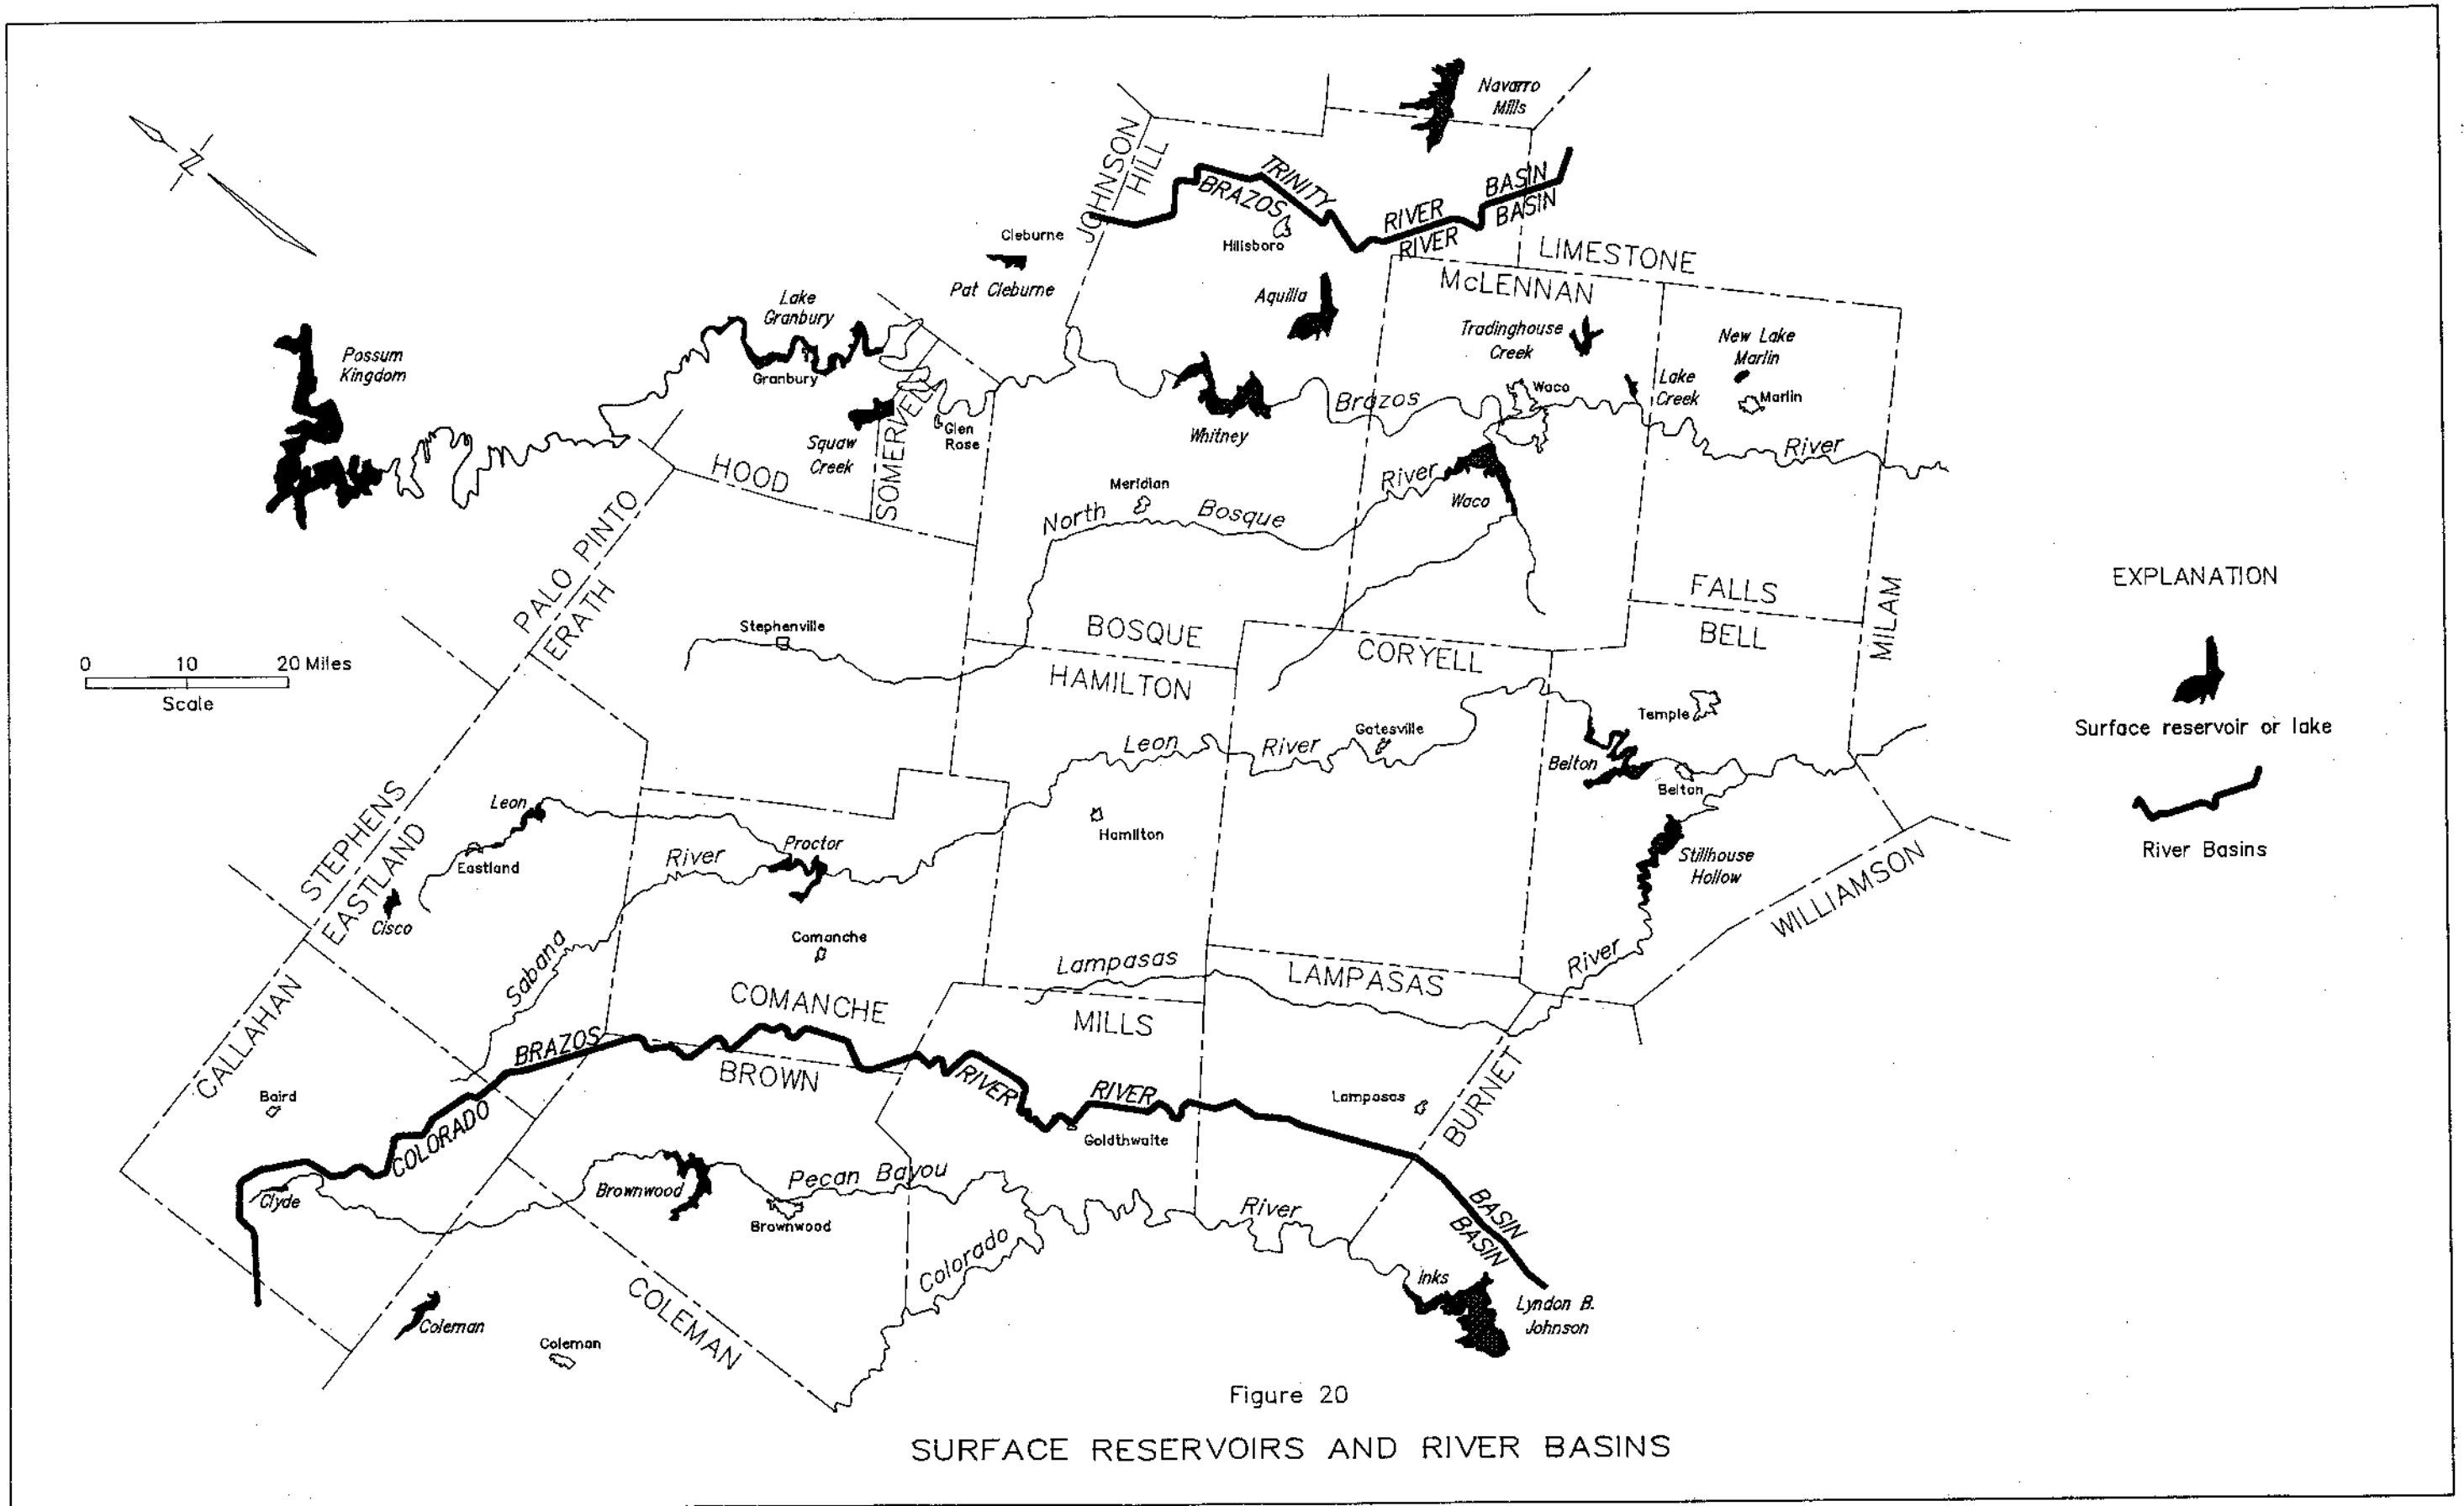 Navarro
Mills
JOHNSON
HILL
TRINITY
RIVER
BASIN
BRAZOS
RIVER
BASIN
Hillsboro
Cleburne
Pat Cleburne
LIMESTONE
McLENNAN
Aquilla
Tradinghouse
Creek
New Lake
Marlin
Marlin
Lake
Creek
Waco
Lake
Granbury
Granbury
Possum
Kingdom
Squaw
Creek
SOMERVELL
Glen
Rose
HOOD
Whitney
Brazos
River
Waco
River
North
Bosque
Meridian
PALO PINTO
ERATH
Stephenville
BOSQUE
HAMILTON
CORYELL
FALLS
BELL
MILAM
N
0
10
20 Miles
Scale
EXPLANATION
Surface reservoir or lake
River Basins
Temple
Belton
Belton
Gatesville
Leon
River
Hamilton
STEPHENS
EASTLAND
Leon
Eastland
Cisco
River
Proctor
Comanche
Sabana
COMANCHE
Stillhouse
Hollow
WILLIAMSON
River
Lampasas
LAMPASAS
MILLS
CALLAHAN
Baird
BRAZOS
RIVER
BASIN
COLORADO
RIVER
BASIN
BROWN
Lampasas
BURNET
Goldthwaite
Clyde
Brownwood
Brownwood
Pecan Bayou
Colorado
River
Coleman
Coleman
COLEMAN
Inks
Lyndon B.
Johnson
Figure 20
SURFACE RESERVOIRS AND RIVER BASINS